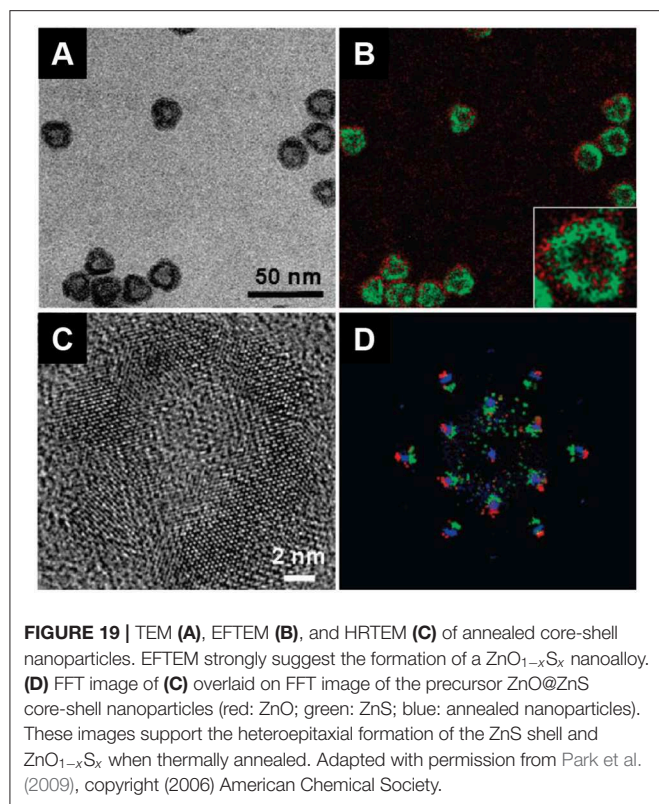 A
B
50 nm
C
D
2 nm
FIGURE 19 | TEM (A), EFTEM (B), and HRTEM (C) of annealed core-shell
nanoparticles. EFTEM strongly suggest the formation of a ZnO₁₋ₓSₓ nanoalloy.
(D) FFT image of (C) overlaid on FFT image of the precursor ZnO@ZnS
core-shell nanoparticles (red: ZnO; green: ZnS; blue: annealed nanoparticles).
These images support the heteroepitaxial formation of the ZnS shell and
ZnO₁₋ₓSₓ when thermally annealed. Adapted with permission from Park et al.
(2009), copyright (2006) American Chemical Society.